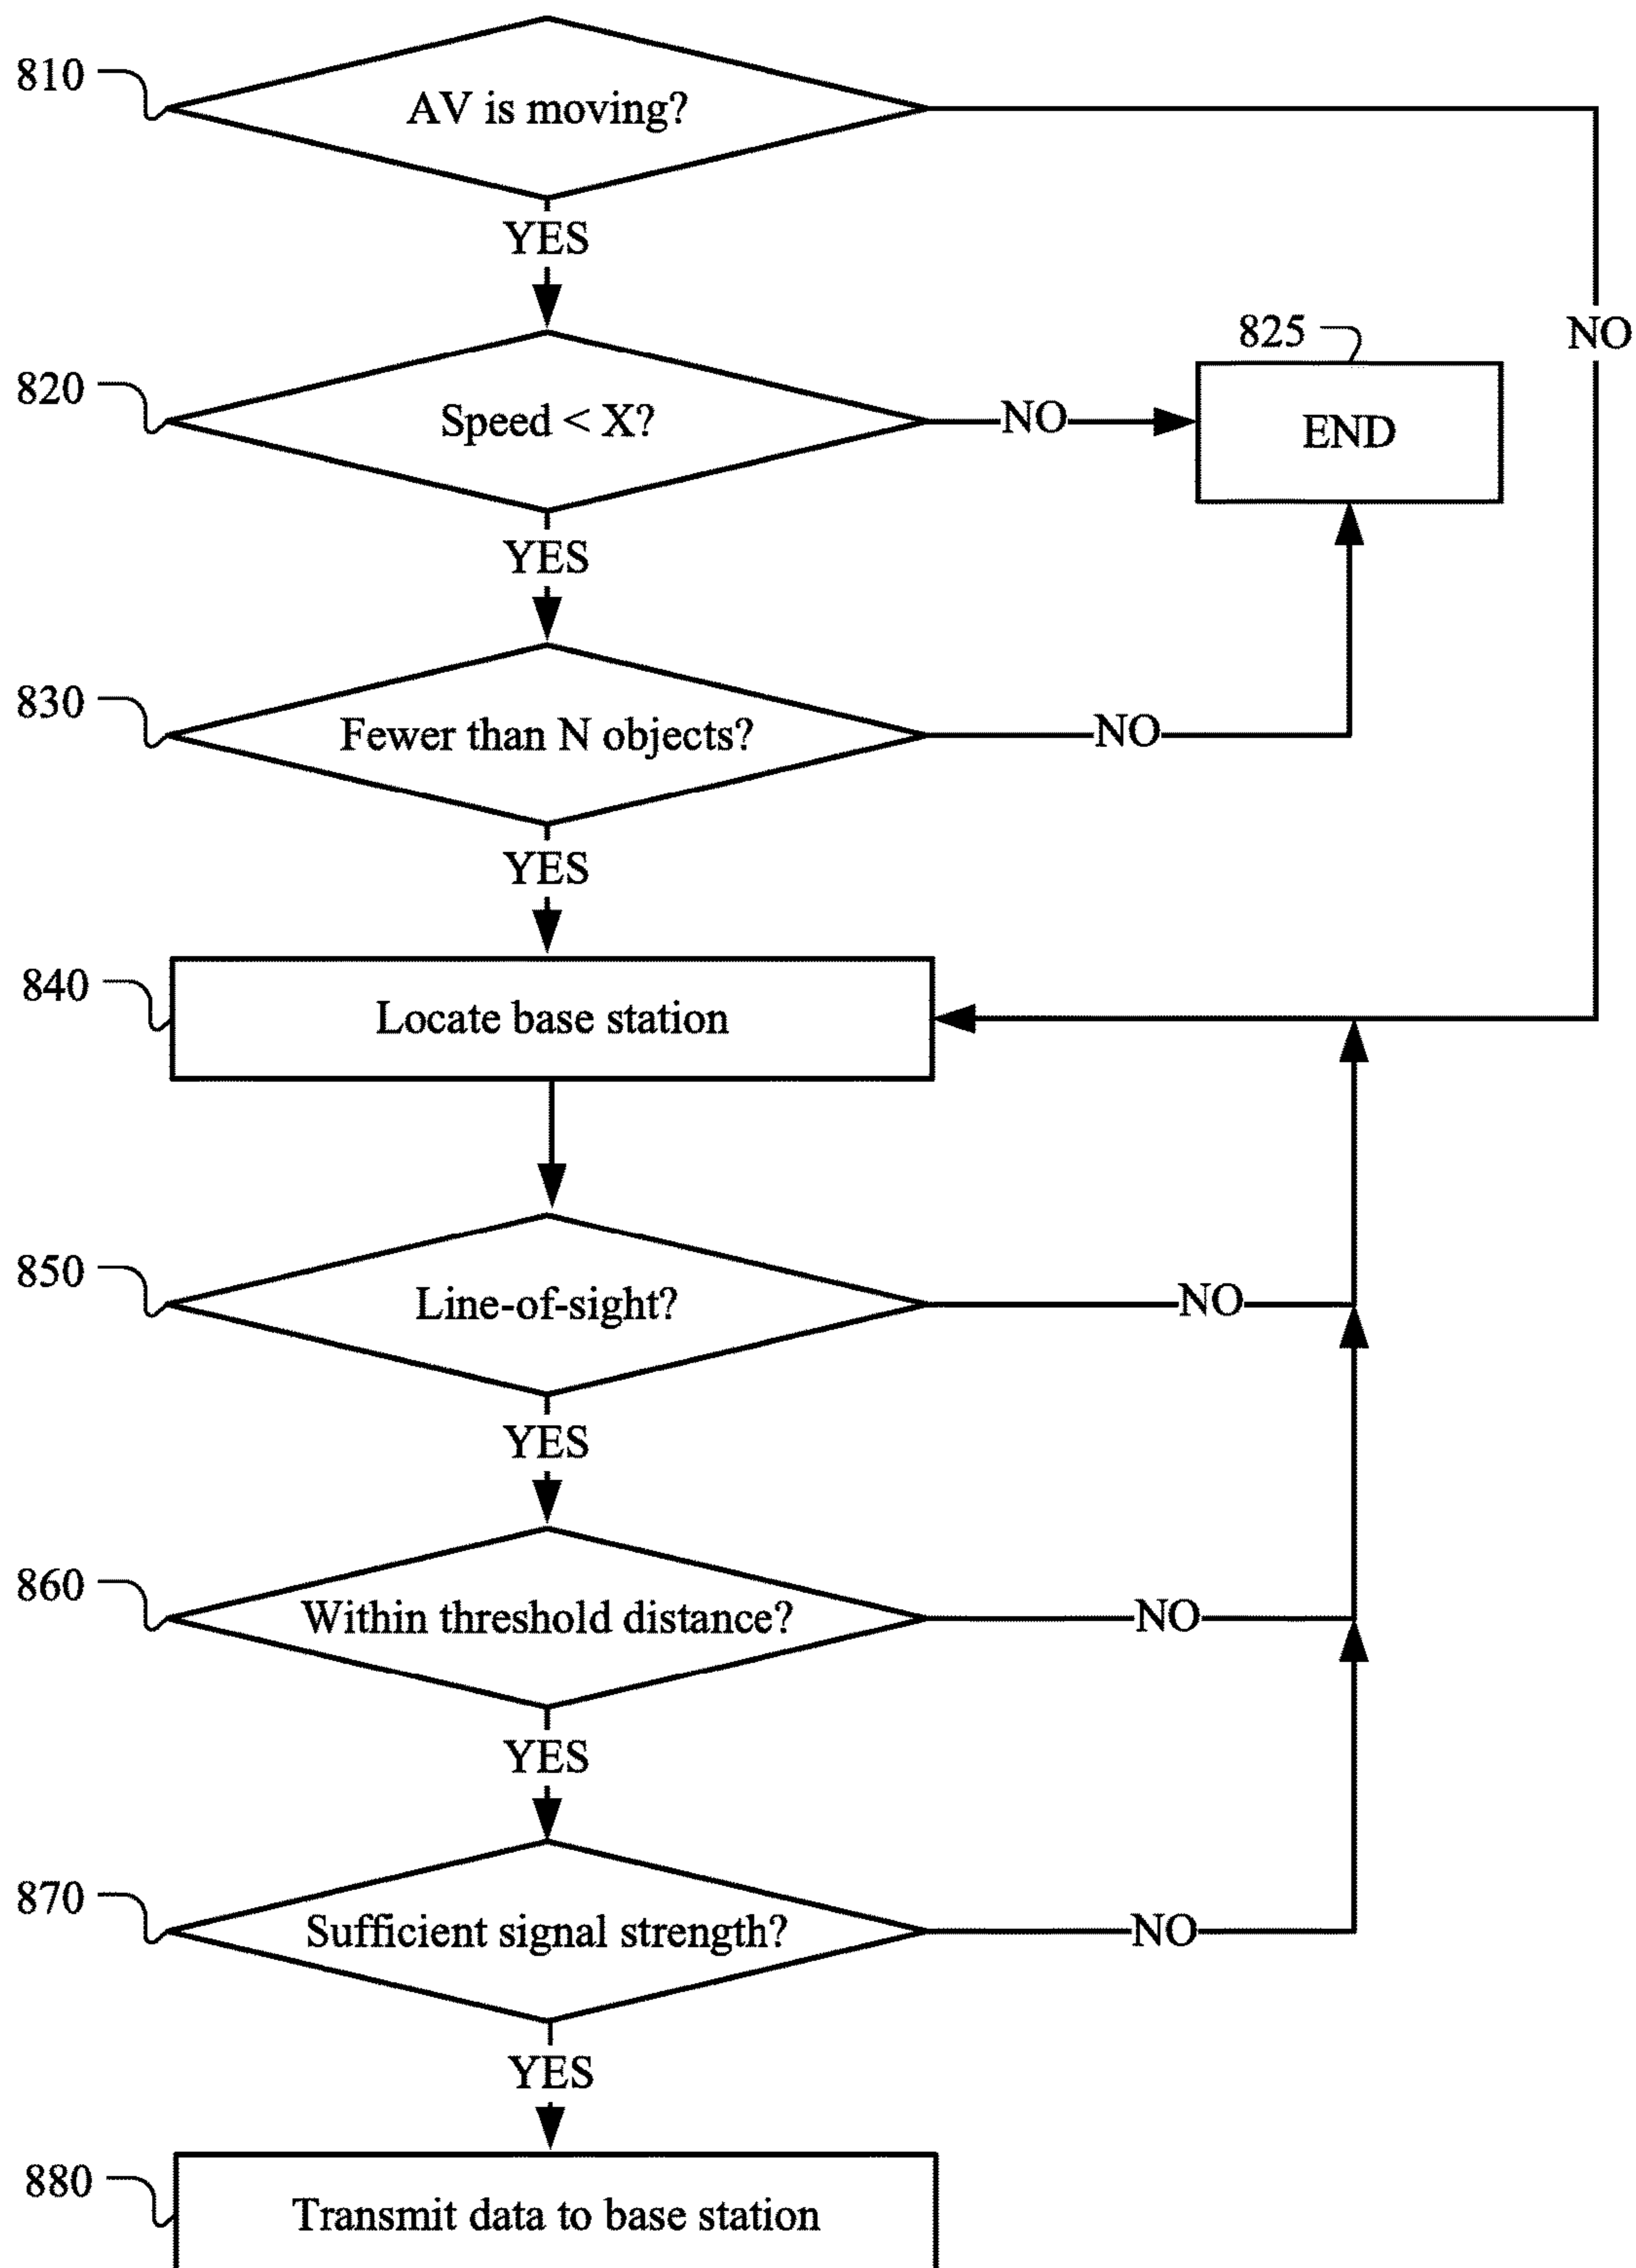 810
AV is moving?
YES
NO
820
Speed < X?
NO
825
END
YES
830
Fewer than N objects?
NO
YES
840
Locate base station
850
Line-of-sight?
NO
YES
860
Within threshold distance?
NO
YES
870
Sufficient signal strength?
NO
YES
880
Transmit data to base station